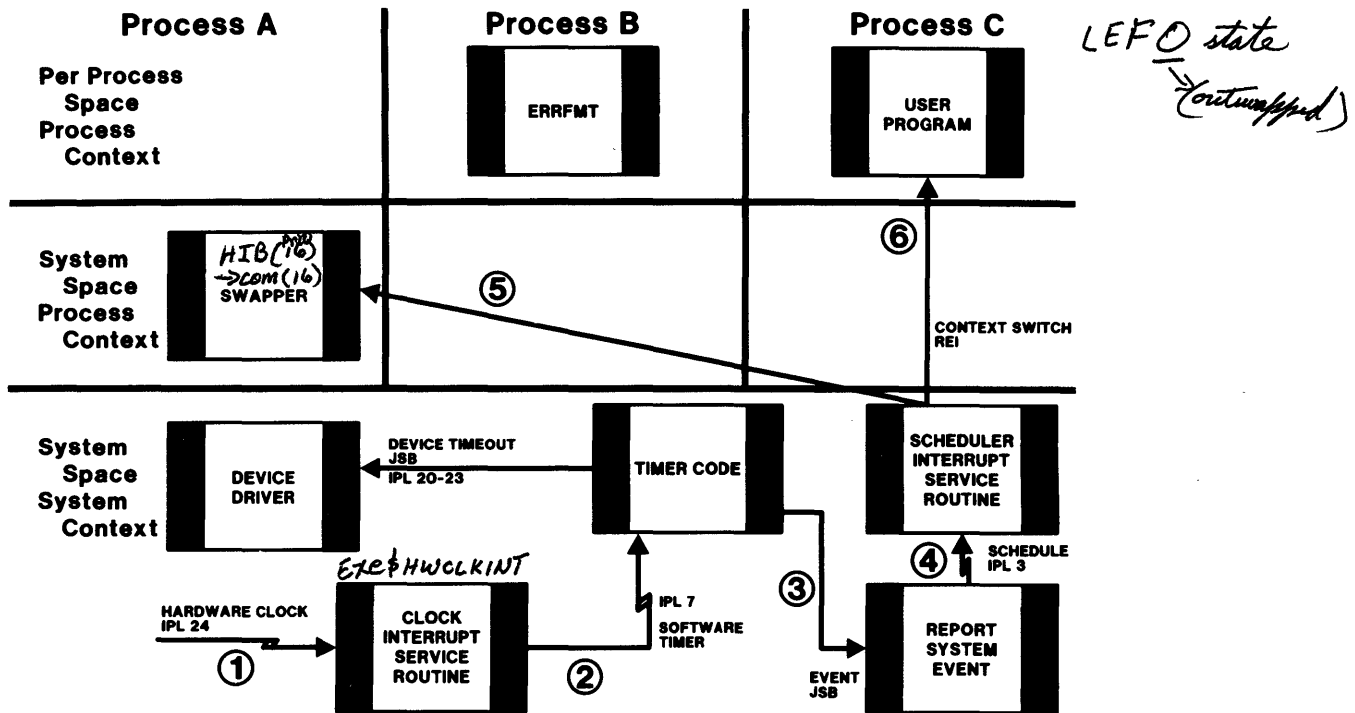 Process A
Process B
Process C
LEFO state
(outswapped)
Per Process
Space
Process
Context
ERRFMT
USER
PROGRAM
System
Space
Process
Context
HIB(16)
→com(16)
SWAPPER
⑤
⑥
CONTEXT SWITCH
REI
System
Space
System
Context
DEVICE
DRIVER
DEVICE TIMEOUT
JSB
IPL 20-23
TIMER CODE
SCHEDULER
INTERRUPT
SERVICE
ROUTINE
EXE$HWCLKINT
HARDWARE CLOCK
IPL 24
①
CLOCK
INTERRUPT
SERVICE
ROUTINE
②
IPL 7
SOFTWARE
TIMER
③
EVENT
JSB
④
SCHEDULE
IPL 3
REPORT
SYSTEM
EVENT